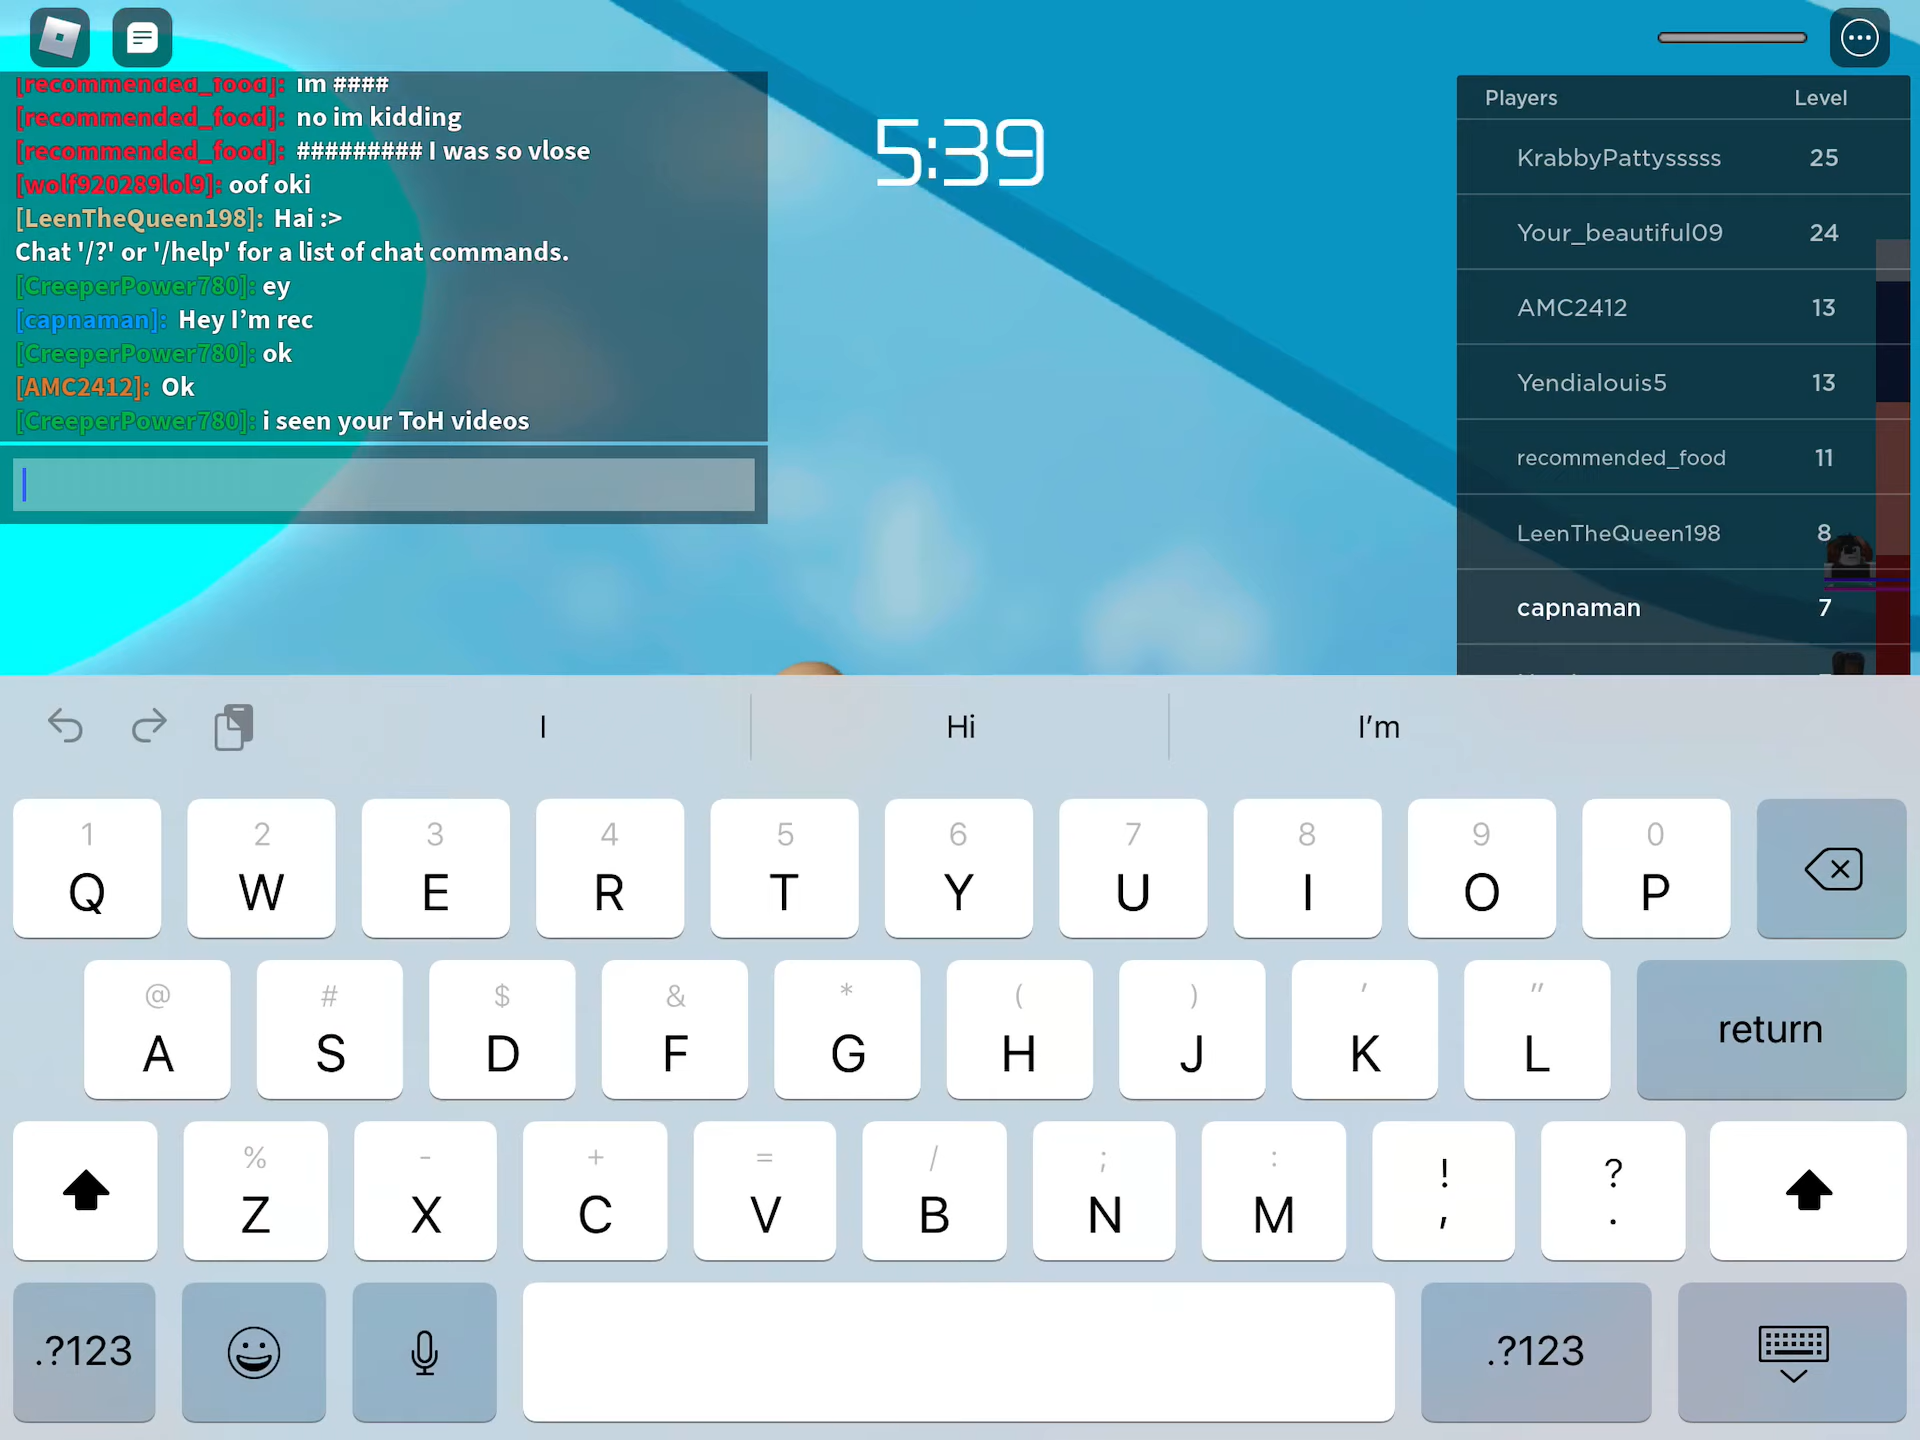 [recommended_food]: im ####
[recommended_food]: no im kidding
[recommended_food]: ######### I was so vlose
[wolf920289lol9]: oof oki
[LeenTheQueen198]: Hai :>
Chat '/?' or '/help' for a list of chat commands.
[CreeperPower780]: ey
[capnaman]: Hey I’m rec
[CreeperPower780]: ok
[AMC2412]: Ok
[CreeperPower780]: i seen your ToH videos
5:39
Players Level
KrabbyPattysssss 25
Your_beautiful09 24
AMC2412 13
Yendialouis5 13
recommended_food 11
LeenTheQueen198 8
capnaman 7
I Hi I’m
1 2 3 4 5 6 7 8 9 0
Q W E R T Y U I O P
@ # $ & * ( ) ' "
A S D F G H J K L return
% - + = / ; : ! ?
Z X C V B N M , .
.?123 .?123